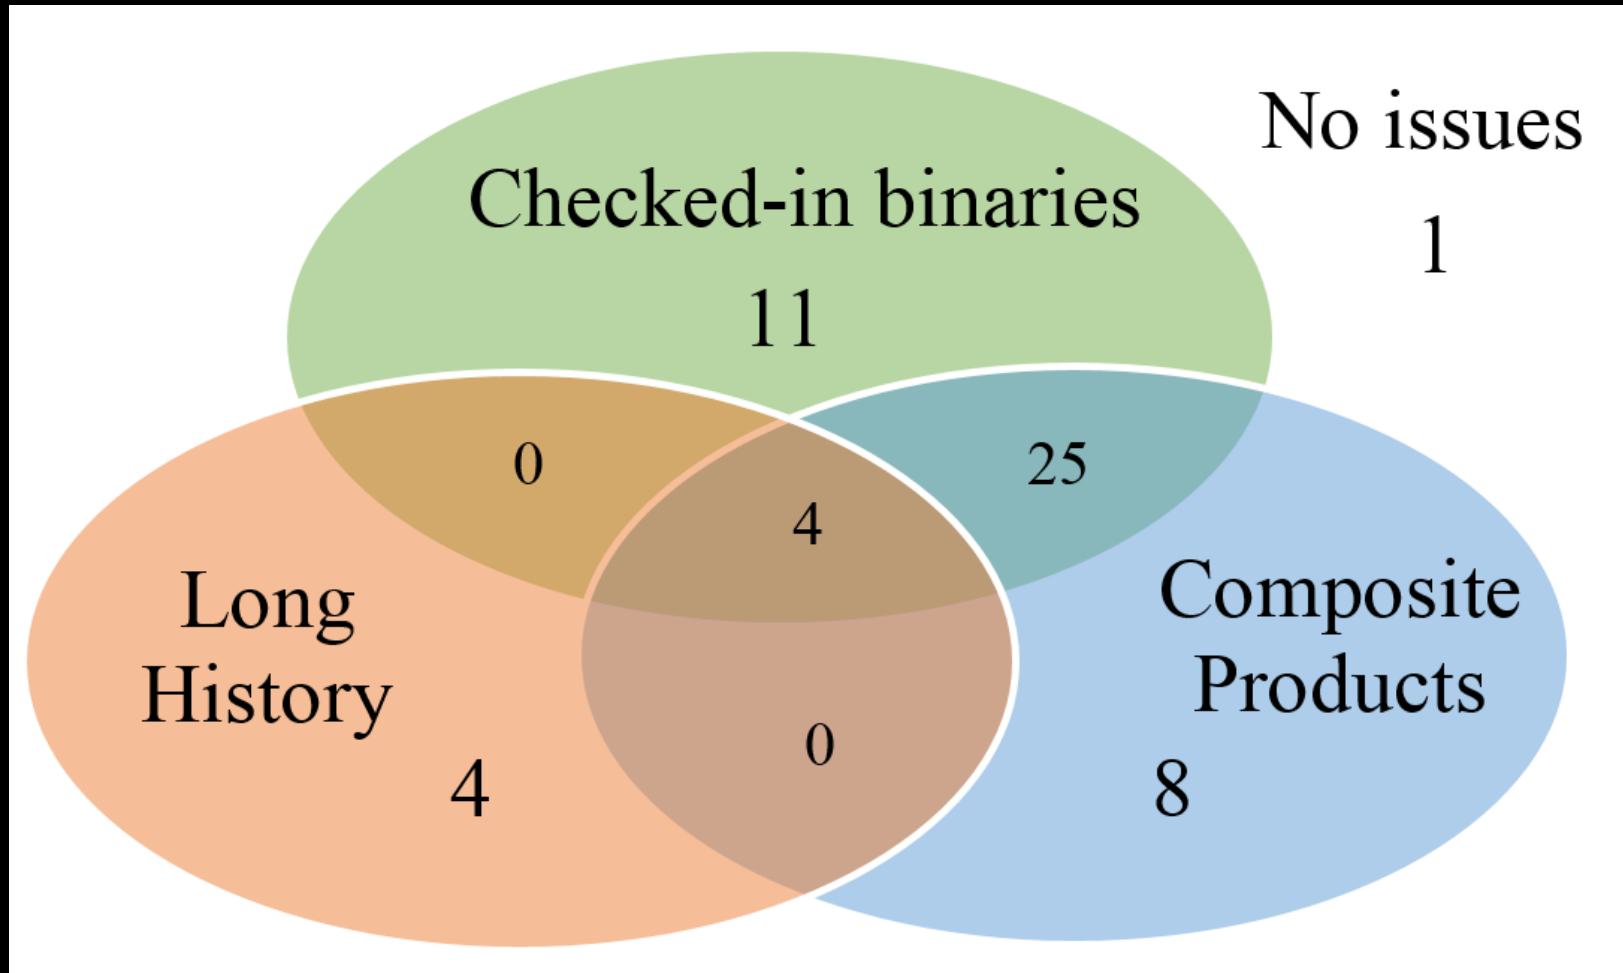 No issues
1
Checked-in binaries
11
0
25
4
Long
History
4
Composite
Products
8
0